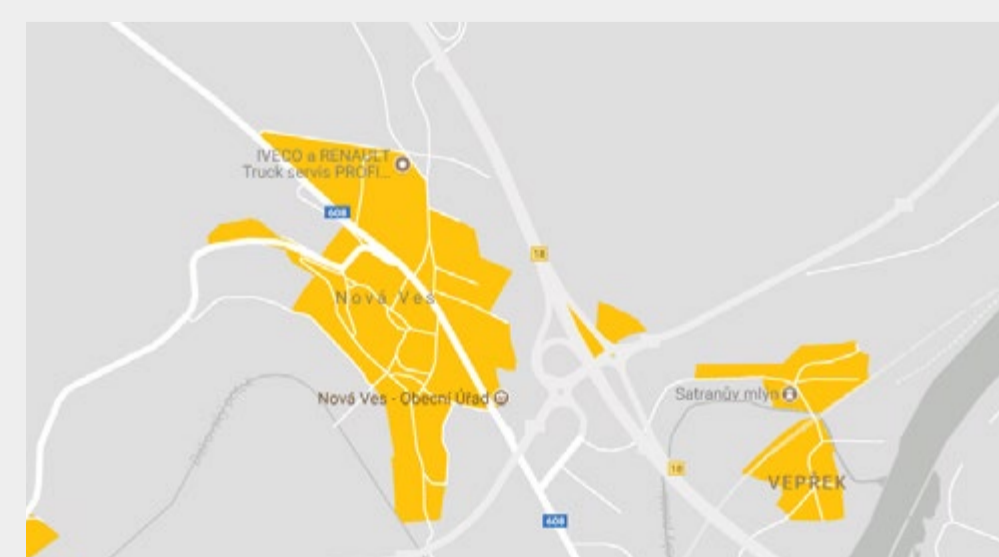 IVECO a RENAULT
Truck servis PROFI...
608
18
Nová Ves
Nová Ves - Obecní Úřad
Satranův mlýn
18
VEPŘEK
608